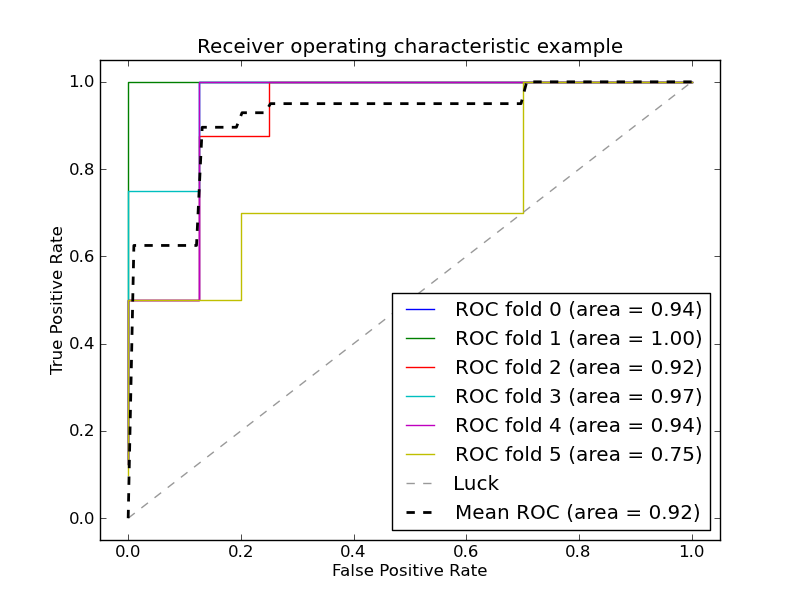 Receiver operating characteristic example
1.0
0.8
0.6
0.4
0.2
0.0
True Positive Rate
ROC fold 0 (area = 0.94)
ROC fold 1 (area = 1.00)
ROC fold 2 (area = 0.92)
ROC fold 3 (area = 0.97)
ROC fold 4 (area = 0.94)
ROC fold 5 (area = 0.75)
Luck
Mean ROC (area = 0.92)
0.0 0.2 0.4 0.6 0.8 1.0
False Positive Rate